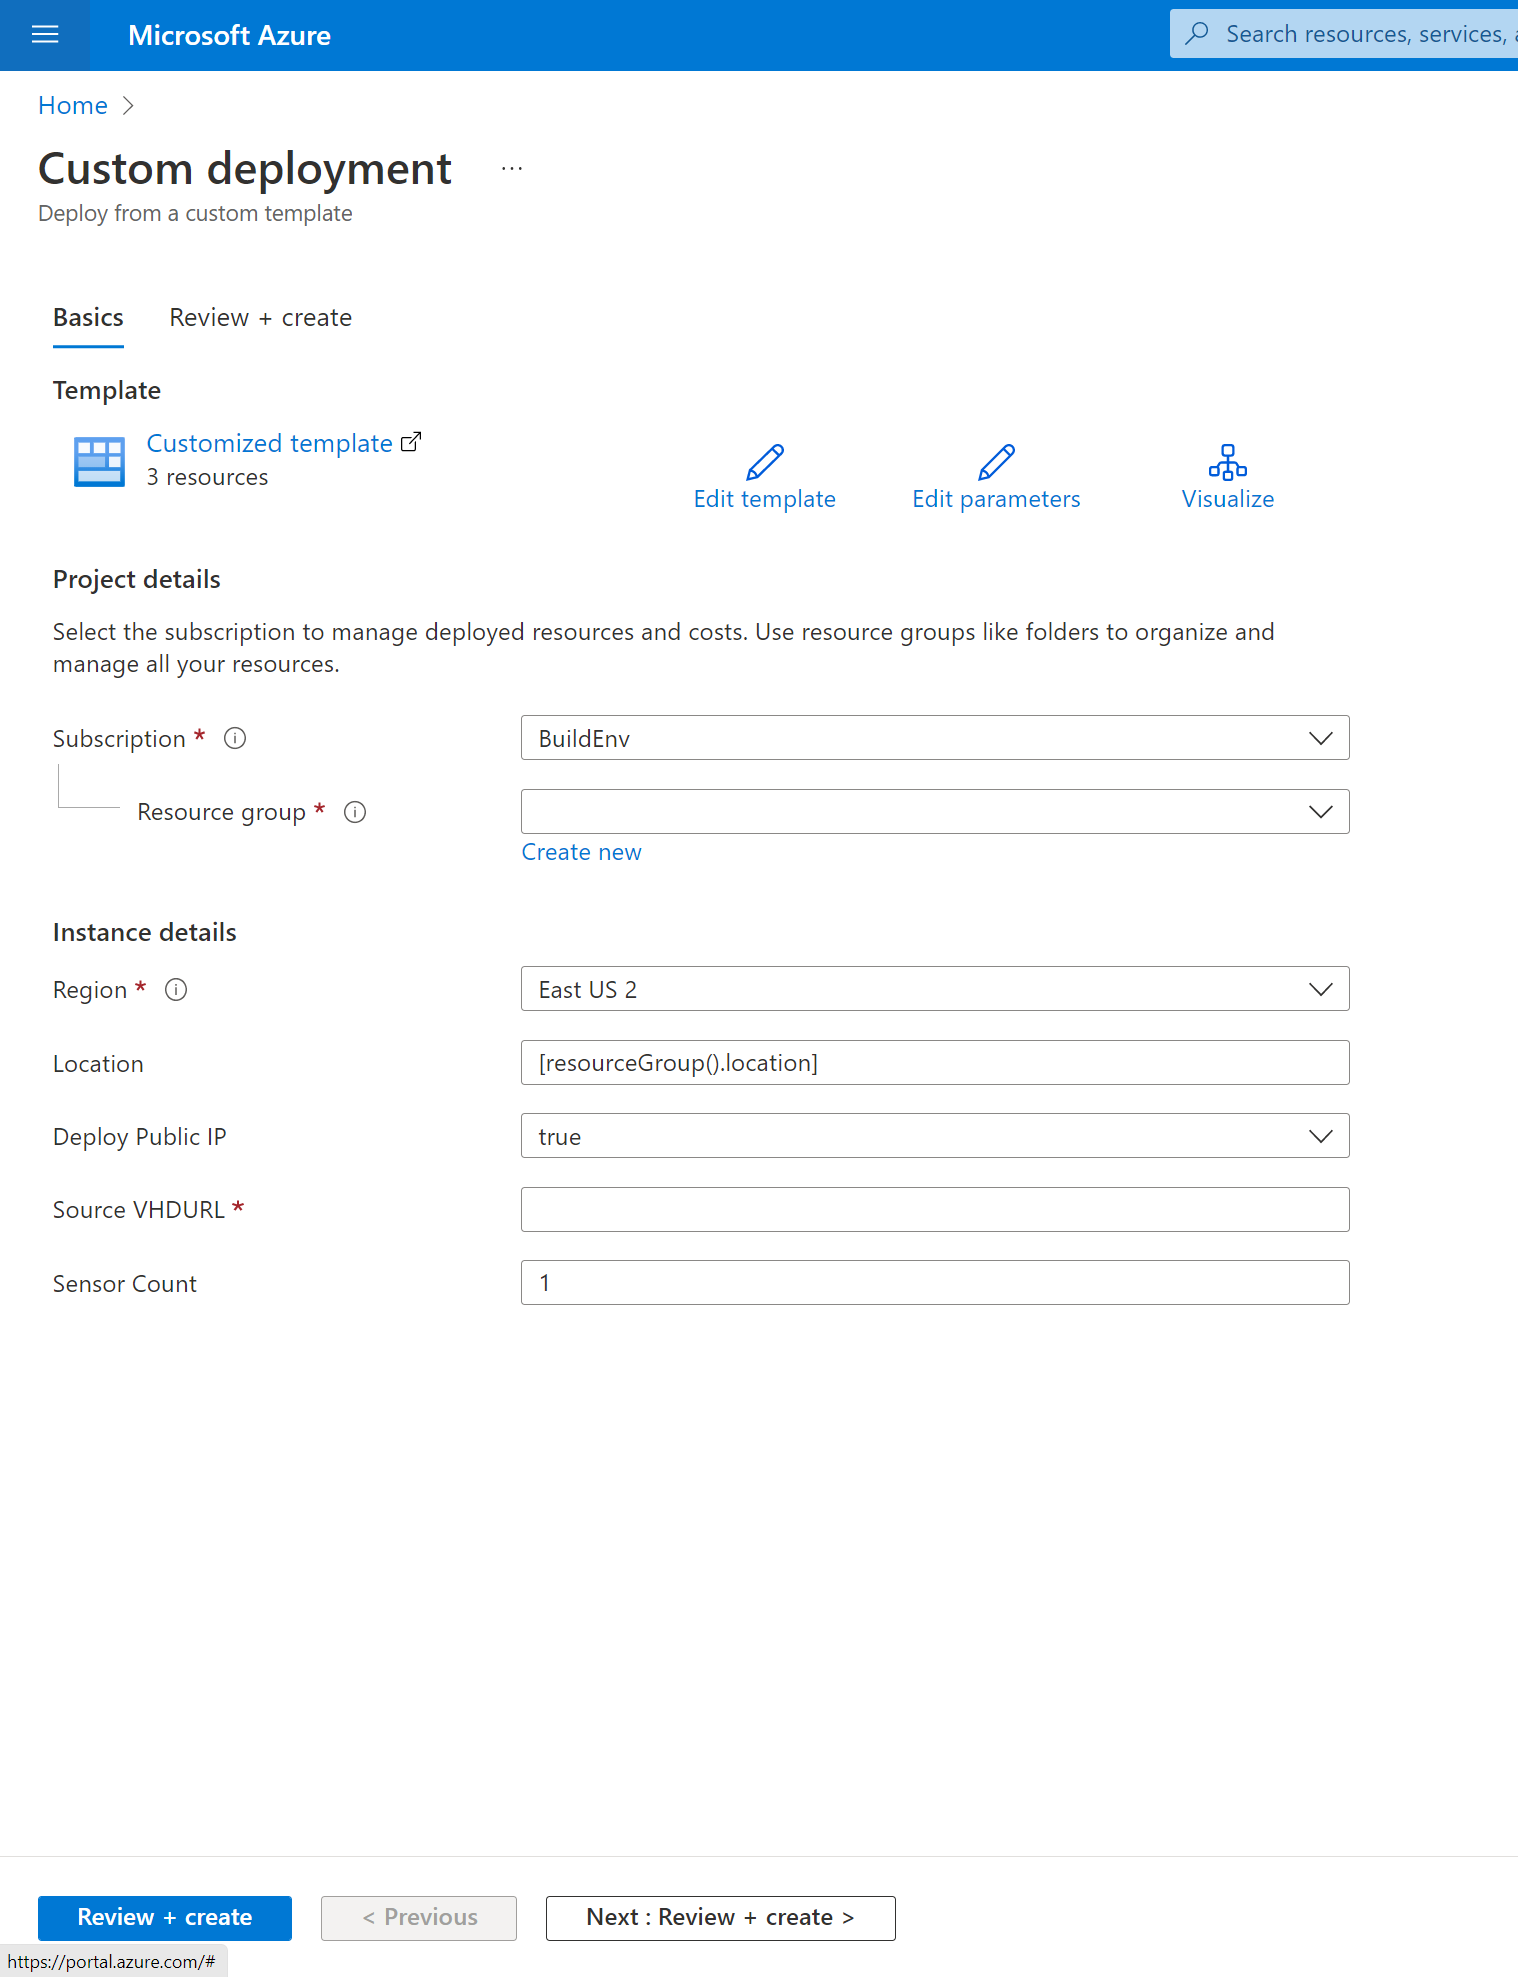 Microsoft Azure
Search resources, services,
Home >
Custom deployment ...
Deploy from a custom template
Basics
Review + create
Template
Customized template
3 resources
Edit template
Edit parameters
Visualize
Project details
Select the subscription to manage deployed resources and costs. Use resource groups like folders to organize and
manage all your resources.
Subscription *
BuildEnv
Resource group *
Create new
Instance details
Region *
East US 2
Location
[resourceGroup().location]
Deploy Public IP
true
Source VHDURL *
Sensor Count
1
Review + create
< Previous
Next : Review + create >
https://portal.azure.com/#